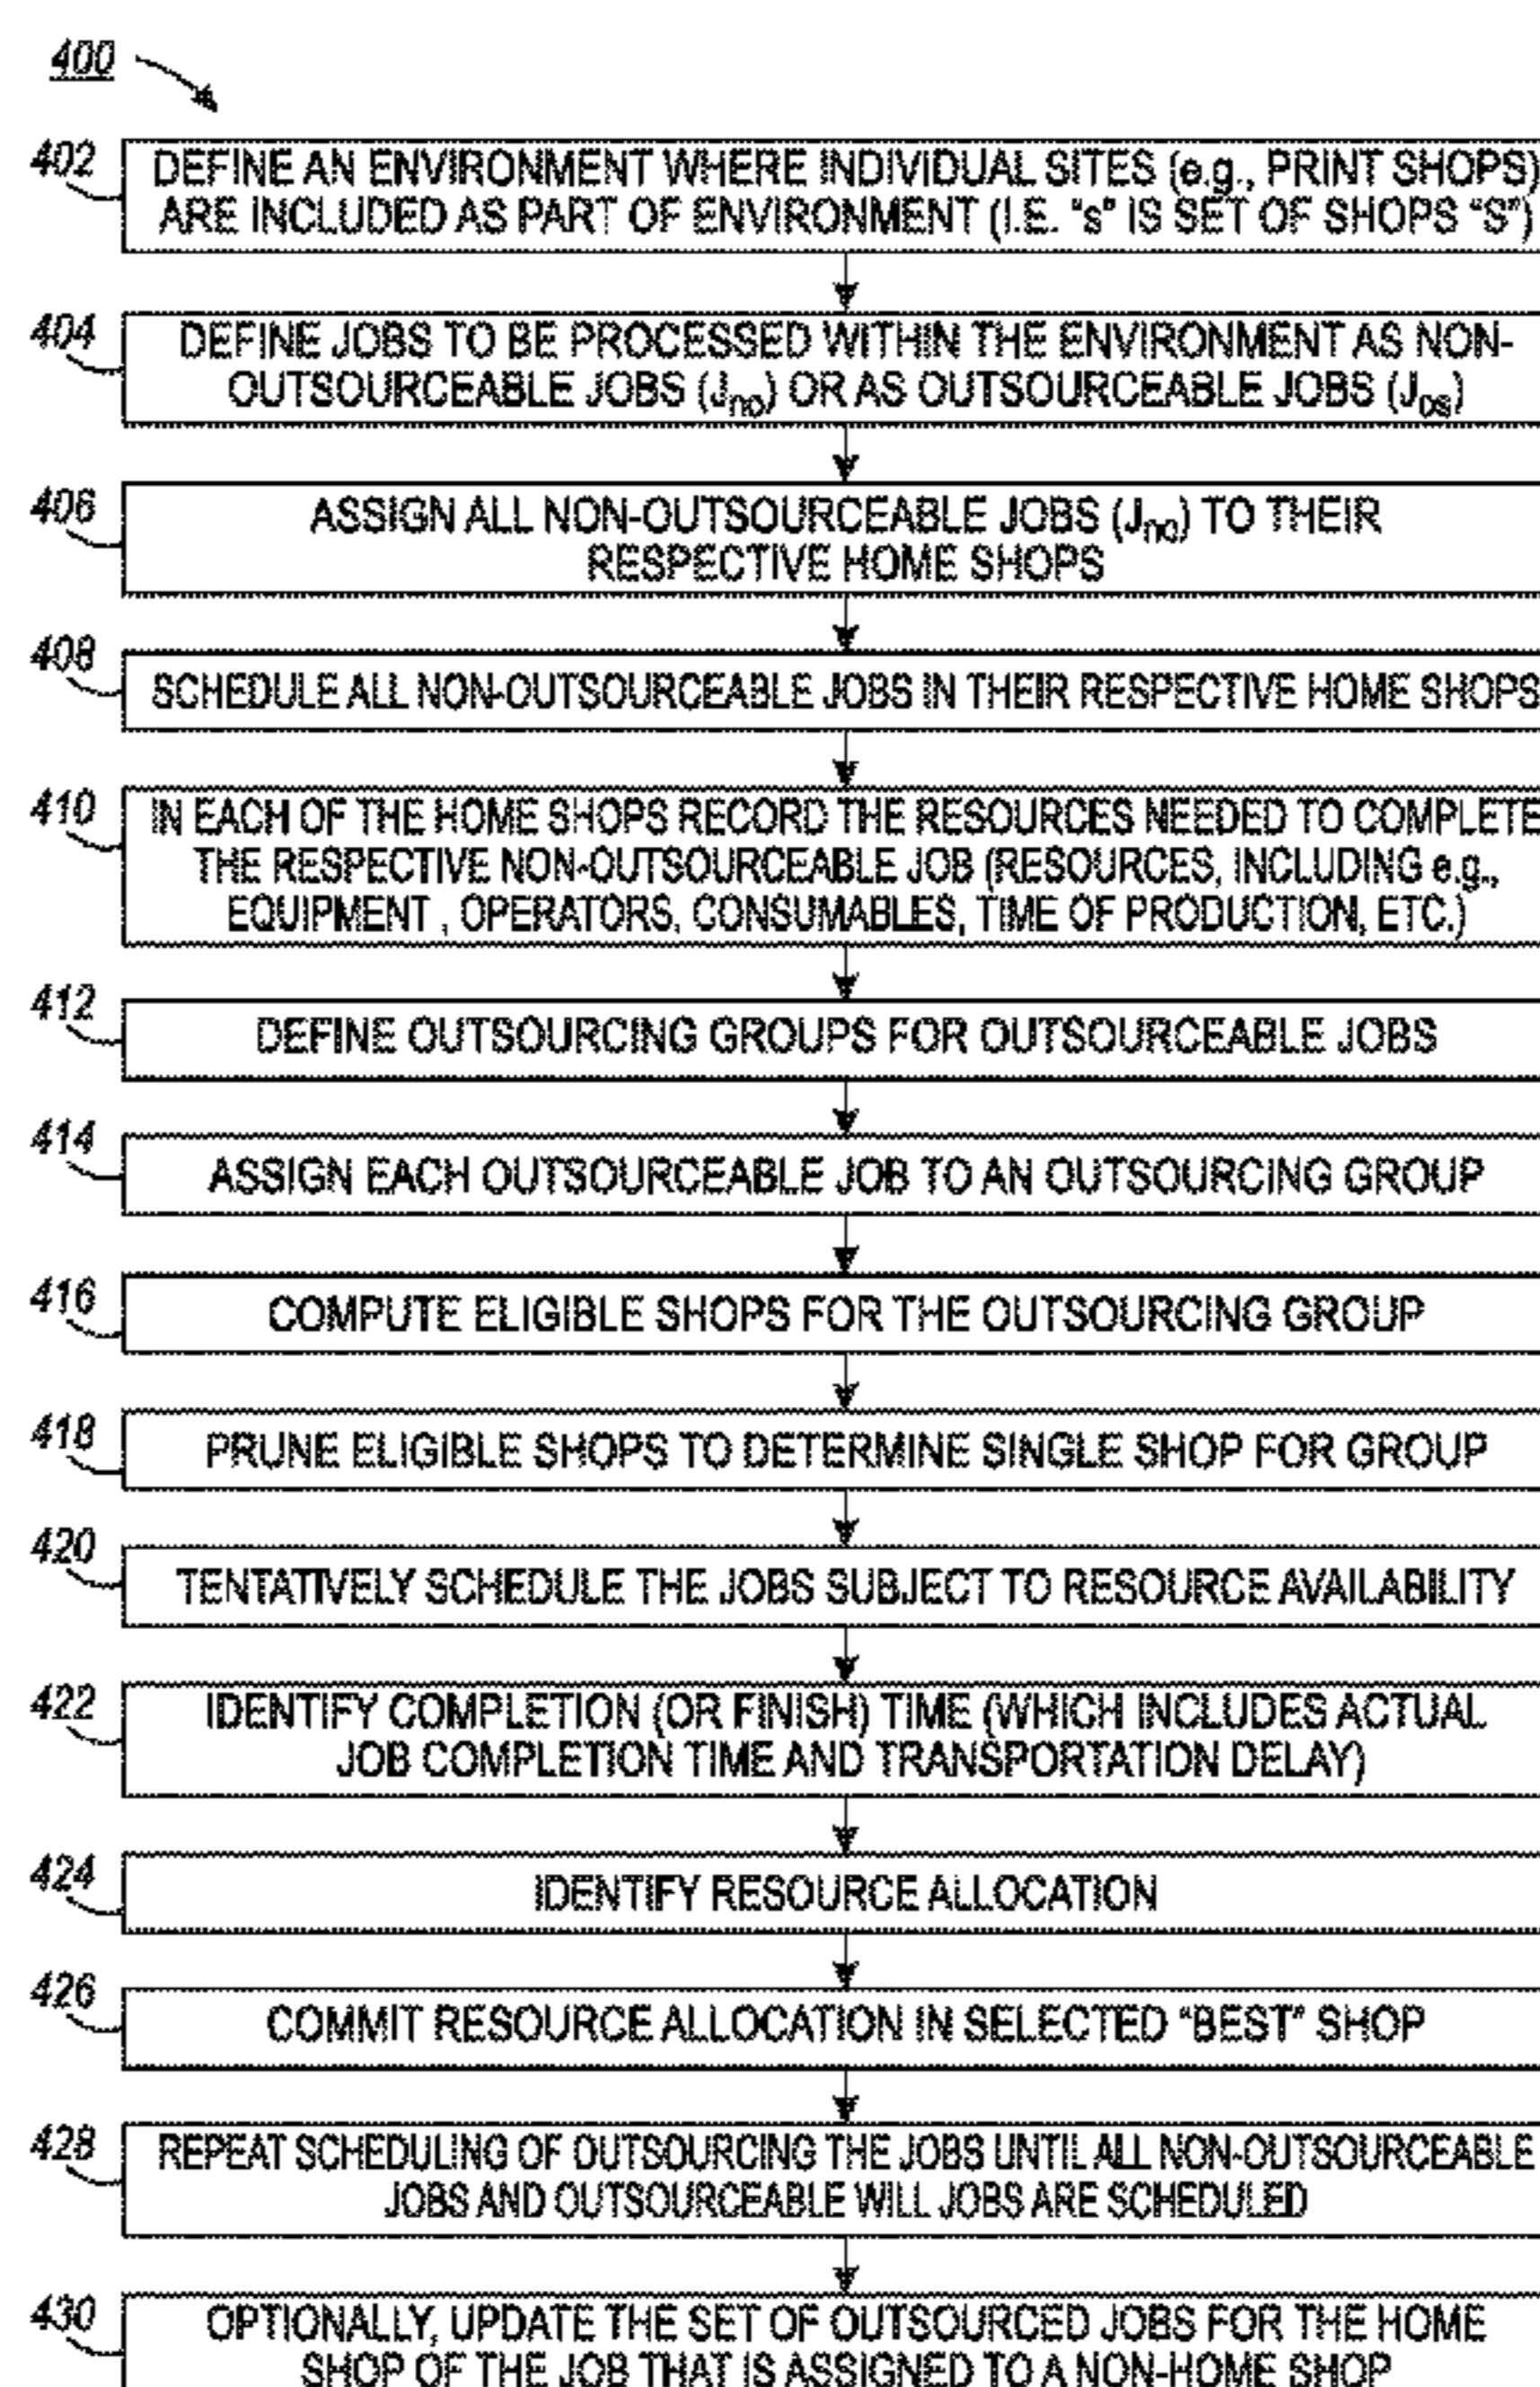 400
402
DEFINE AN ENVIRONMENT WHERE INDIVIDUAL SITES (e.g., PRINT SHOPS)
ARE INCLUDED AS PART OF ENVIRONMENT (I.E. "s" IS SET OF SHOPS "S")
404
DEFINE JOBS TO BE PROCESSED WITHIN THE ENVIRONMENT AS NON-
OUTSOURCEABLE JOBS (Jno) OR AS OUTSOURCEABLE JOBS (Jos)
406
ASSIGN ALL NON-OUTSOURCEABLE JOBS (Jno) TO THEIR
RESPECTIVE HOME SHOPS
408
SCHEDULE ALL NON-OUTSOURCEABLE JOBS IN THEIR RESPECTIVE HOME SHOPS
410
IN EACH OF THE HOME SHOPS RECORD THE RESOURCES NEEDED TO COMPLETE
THE RESPECTIVE NON-OUTSOURCEABLE JOB (RESOURCES, INCLUDING e.g.,
EQUIPMENT , OPERATORS, CONSUMABLES, TIME OF PRODUCTION, ETC.)
412
DEFINE OUTSOURCING GROUPS FOR OUTSOURCEABLE JOBS
414
ASSIGN EACH OUTSOURCEABLE JOB TO AN OUTSOURCING GROUP
416
COMPUTE ELIGIBLE SHOPS FOR THE OUTSOURCING GROUP
418
PRUNE ELIGIBLE SHOPS TO DETERMINE SINGLE SHOP FOR GROUP
420
TENTATIVELY SCHEDULE THE JOBS SUBJECT TO RESOURCE AVAILABILITY
422
IDENTIFY COMPLETION (OR FINISH) TIME (WHICH INCLUDES ACTUAL
JOB COMPLETION TIME AND TRANSPORTATION DELAY)
424
IDENTIFY RESOURCE ALLOCATION
426
COMMIT RESOURCE ALLOCATION IN SELECTED "BEST" SHOP
428
REPEAT SCHEDULING OF OUTSOURCING THE JOBS UNTIL ALL NON-OUTSOURCEABLE
JOBS AND OUTSOURCEABLE WILL JOBS ARE SCHEDULED
430
OPTIONALLY, UPDATE THE SET OF OUTSOURCED JOBS FOR THE HOME
SHOP OF THE JOB THAT IS ASSIGNED TO A NON-HOME SHOP